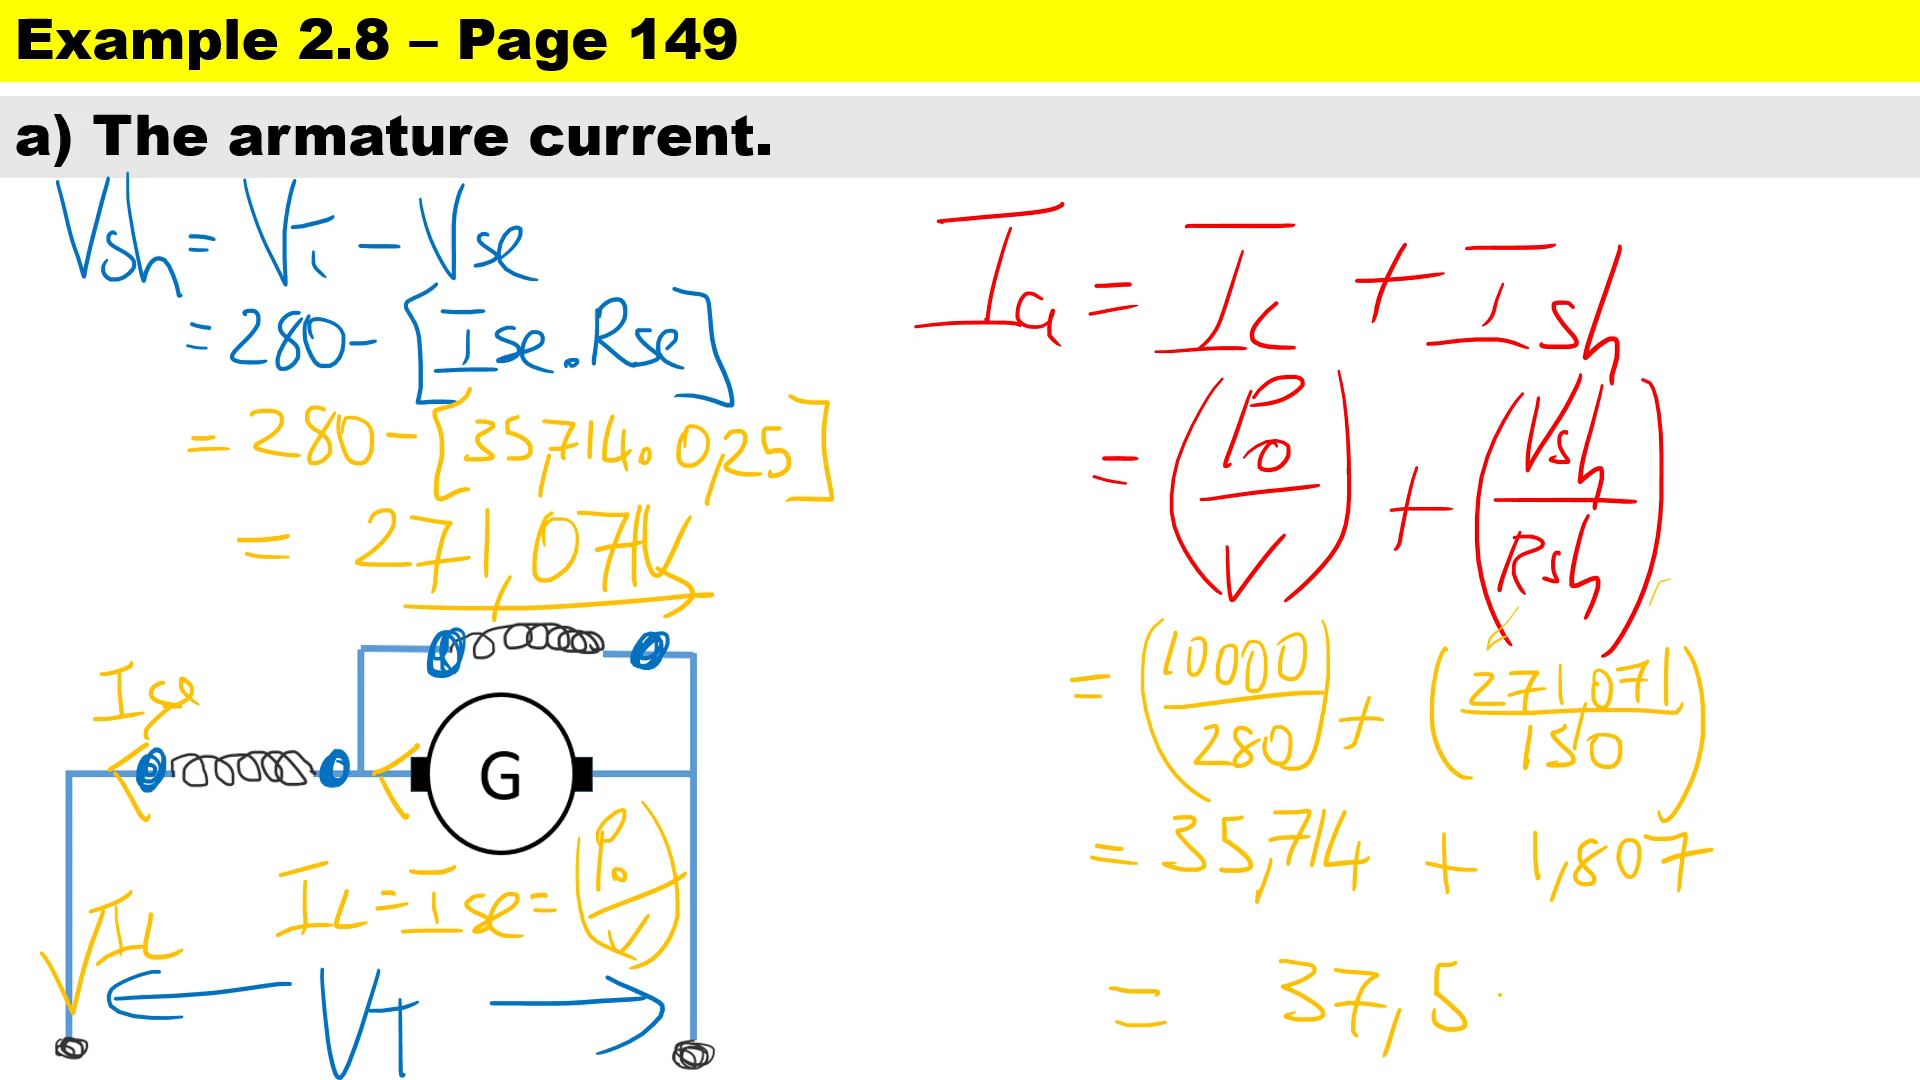 Example 2.8 – Page 149
a) The armature current.
Vsh = VT - Vse
= 280 - [Ise . Rse]
= 280 - [35,714 . 0,25]
= 271,071V
Ise
G
IL = Ise = (Po/V)
IL
VT
Ia = IL + Ish
= (Po/V) + (Vsh/Rsh)
= (10000/280) + (271,071/150)
= 35,714 + 1,807
= 37,5